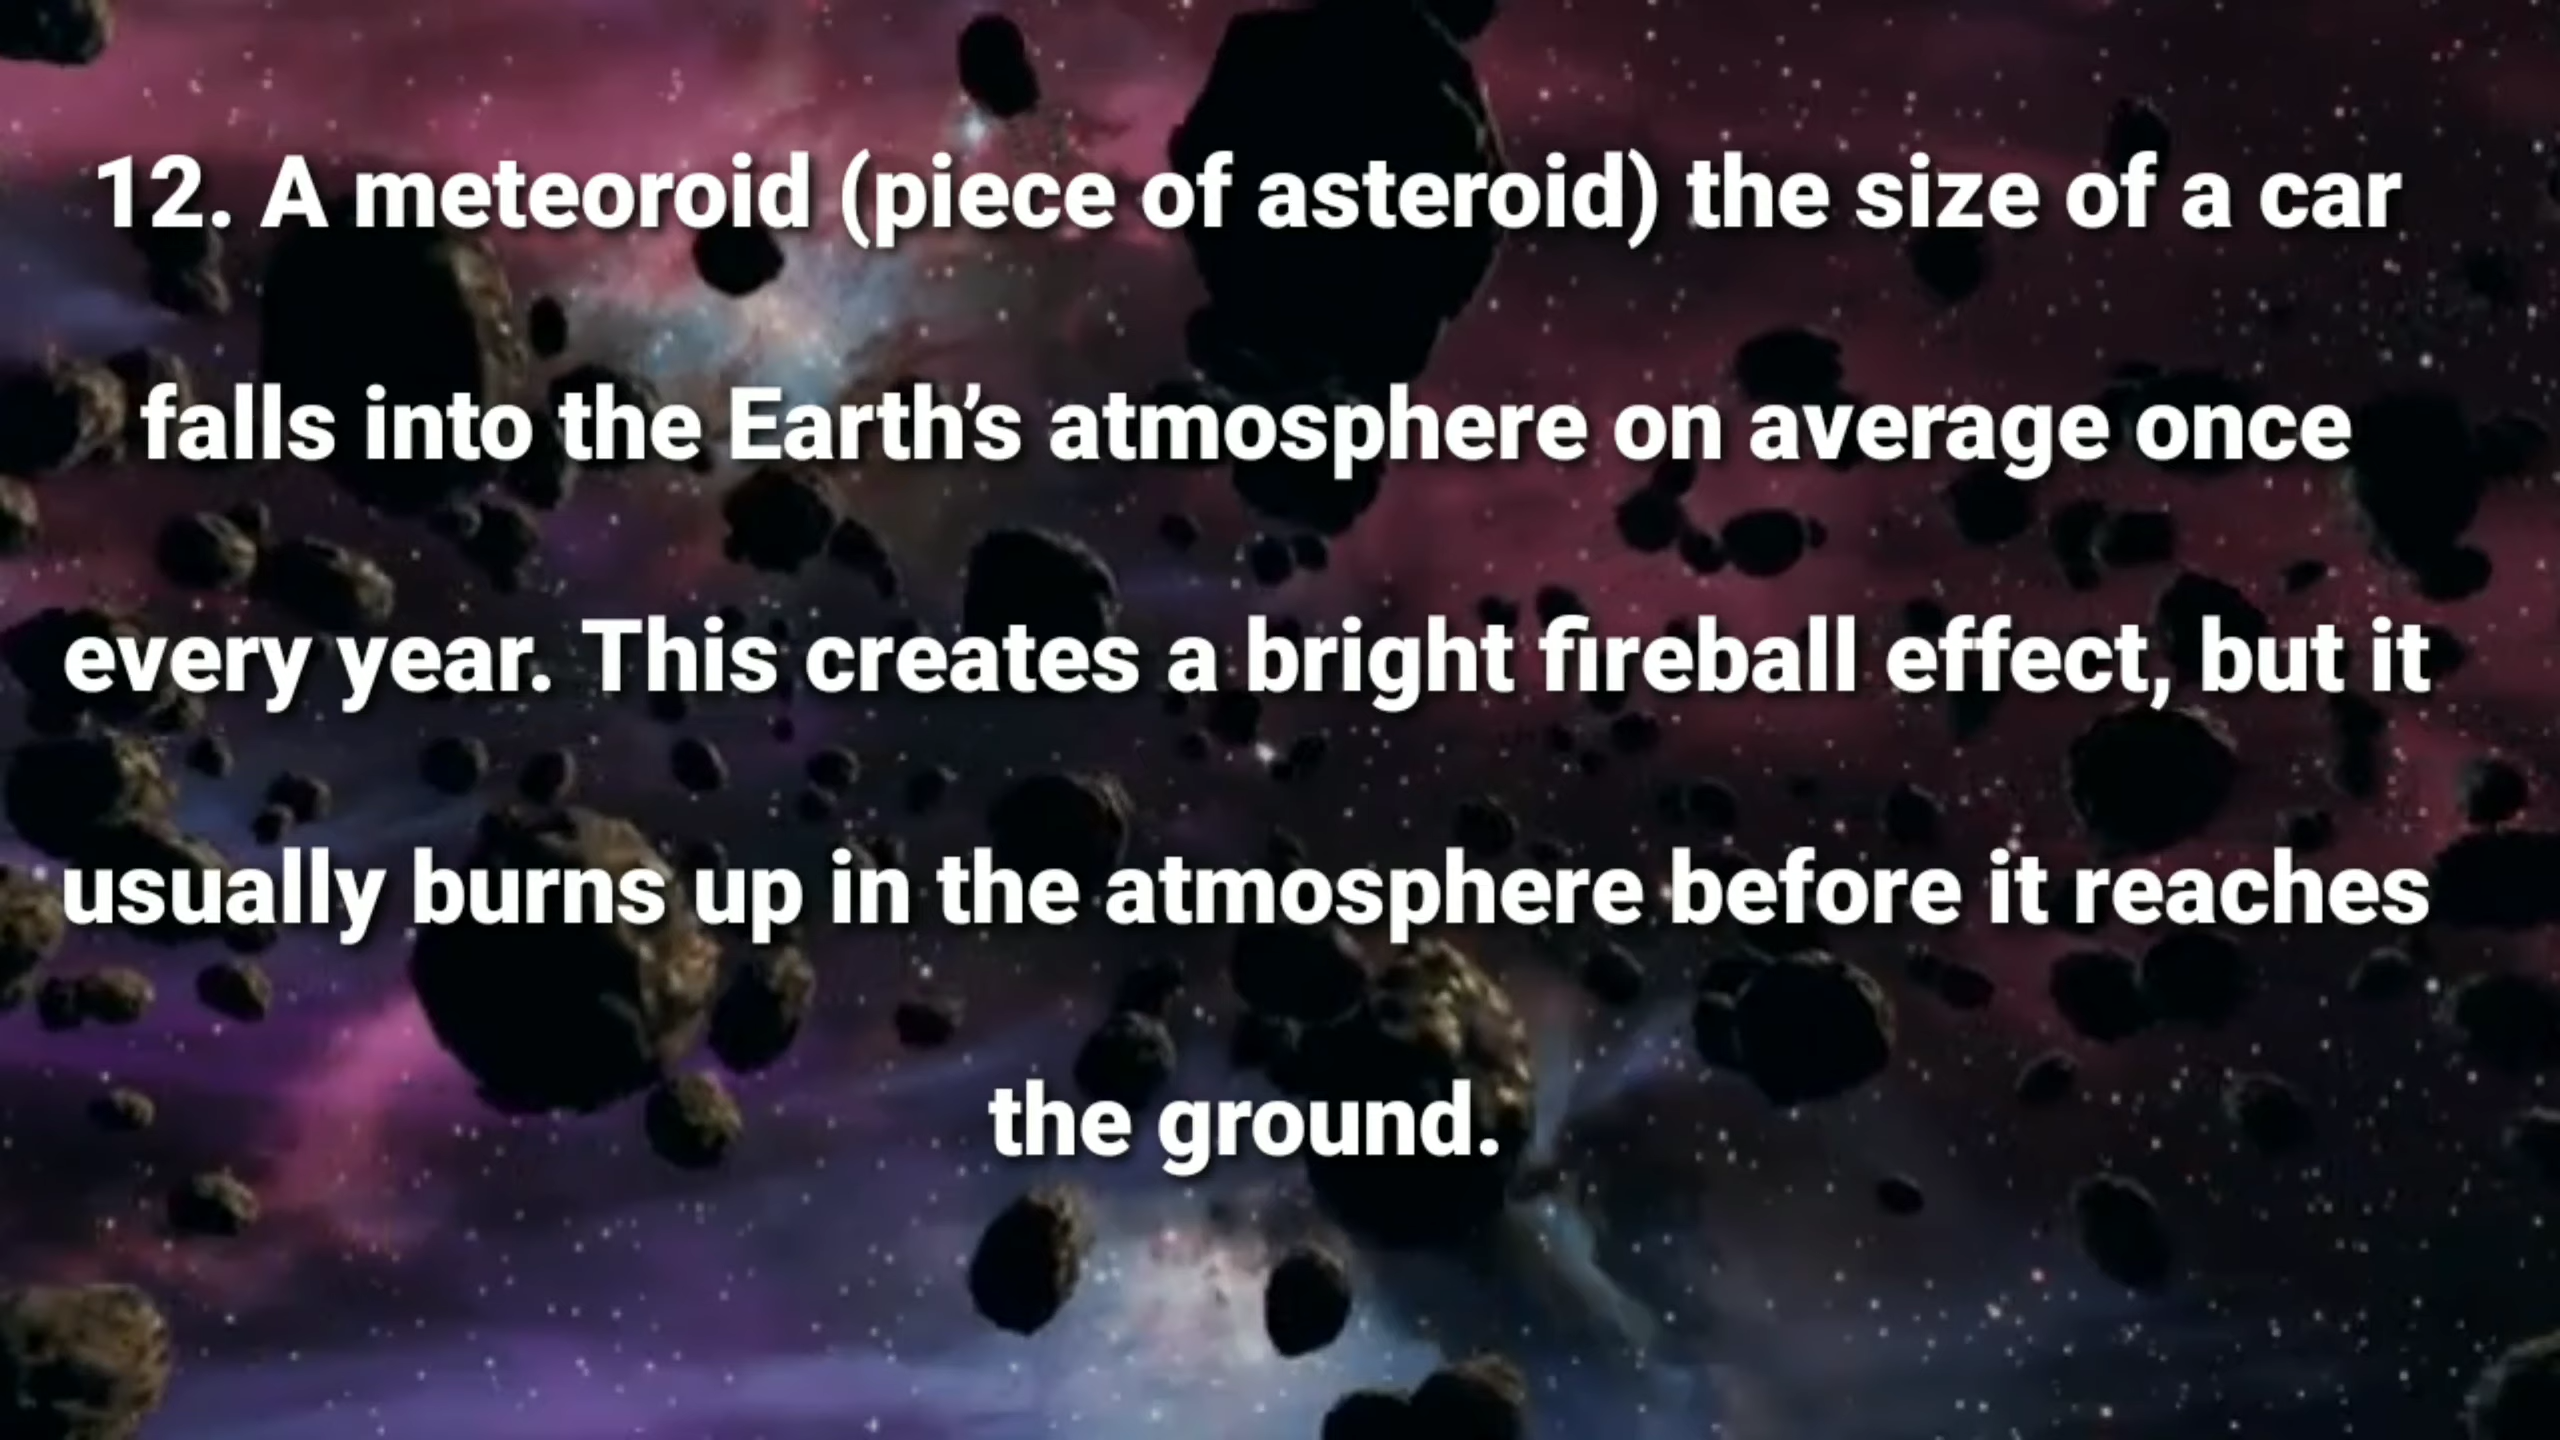 12. A meteoroid (piece of asteroid) the size of a car
falls into the Earth’s atmosphere on average once
every year. This creates a bright fireball effect, but it
usually burns up in the atmosphere before it reaches
the ground.